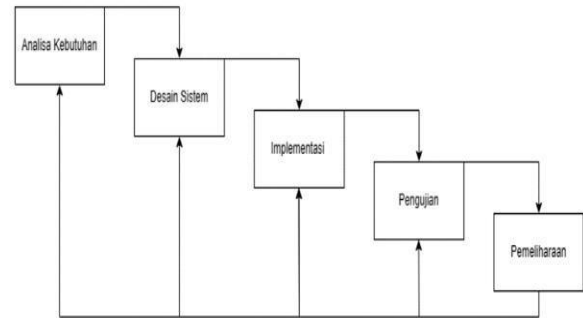 Analisa Kebutuhan
Desain Sistem
Implementasi
Pengujian
Pemeliharaan